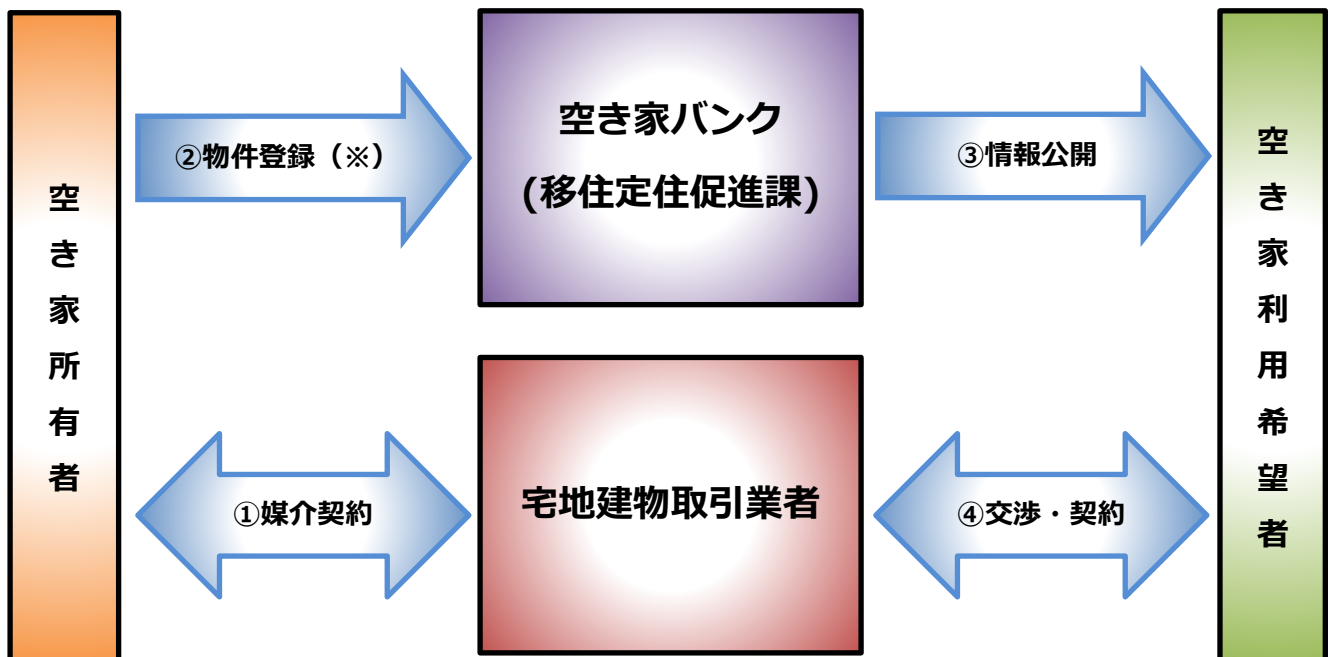 空き家所有者
②物件登録（※）
空き家バンク
(移住定住促進課)
③情報公開
①媒介契約
宅地建物取引業者
④交渉・契約
空き家利用希望者